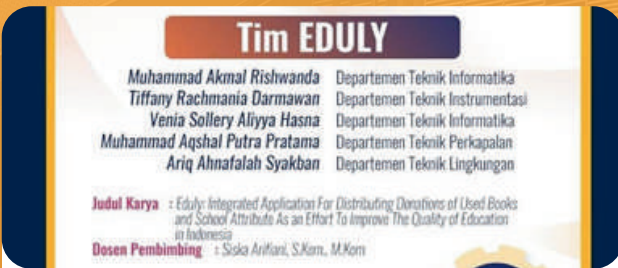 Tim EDULY
Muhammad Akmal Rishwanda Departemen Teknik Informatika
Tiffany Rachmania Darmawan Departemen Teknik Instrumentasi
Venia Sollery Aliyya Hasna Departemen Teknik Informatika
Muhammad Aqshal Putra Pratama Departemen Teknik Perkapalan
Ariq Ahnafalah Syakban Departemen Teknik Lingkungan
Judul Karya : Eduly: Integrated Application For Distributing Donations of Used Books
and School Attribute As an Effort To Improve The Quality of Education
in Indonesia
Dosen Pembimbing : Siska Arifiani, S.Kom., M.Kom